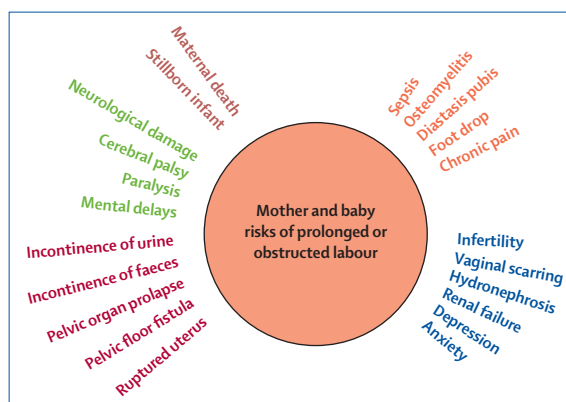 Maternal death
Stillborn infant
Neurological damage
Cerebral palsy
Paralysis
Mental delays
Incontinence of urine
Incontinence of faeces
Pelvic organ prolapse
Pelvic floor fistula
Ruptured uterus
Mother and baby
risks of prolonged or
obstructed labour
Sepsis
Osteomyelitis
Diastasis pubis
Foot drop
Chronic pain
Infertility
Vaginal scarring
Hydronephrosis
Renal failure
Depression
Anxiety